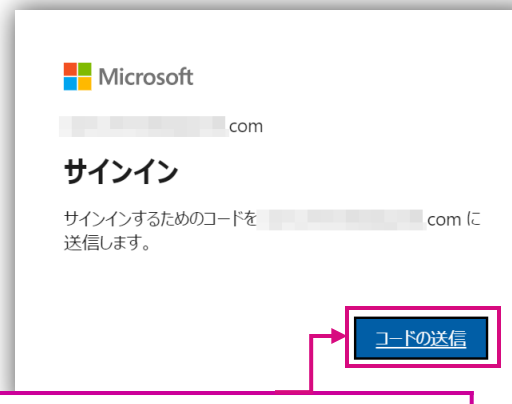 Microsoft
com
サインイン
サインインするためのコードを com に
送信します。
コードの送信